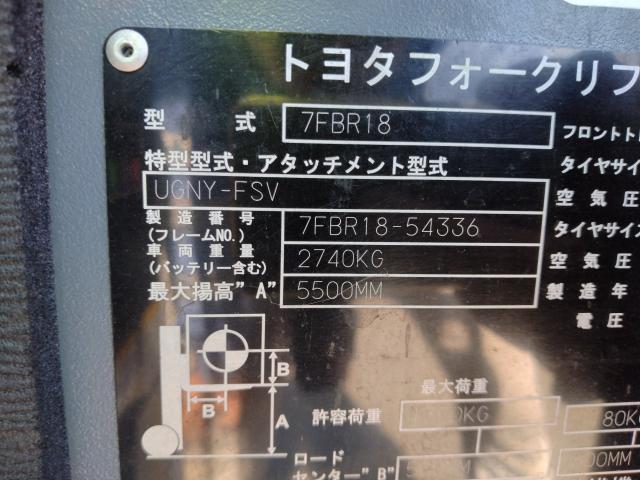 トヨタフォークリフ
型 式 7FBR18 フロントト
特型型式・アタッチメント型式 タイヤサイ
UGNY-FSV 空気圧
製造番号 7FBR18-54336 タイヤサイズ
(フレームNO.)
車両重量 2740KG 空気圧
(バッテリー含む)
最大揚高"A" 5500MM 製造年
電圧
B
B
A
最大荷重
許容荷重 KG 80K
ロード
センター"B" MM 00MM